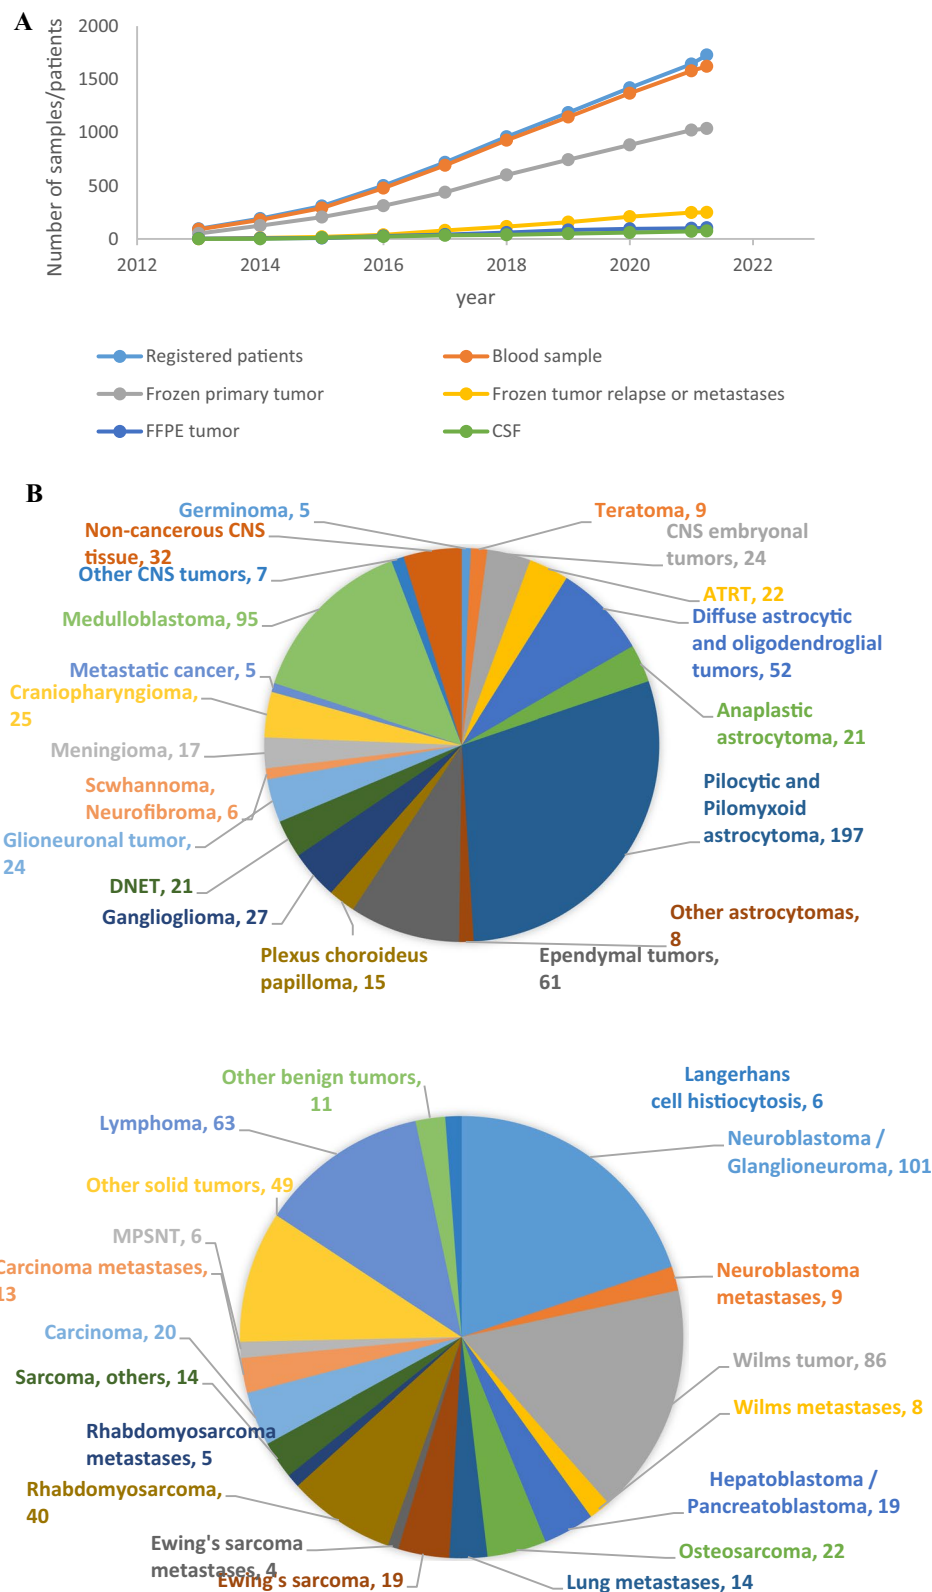 A
Number of samples/patients
2000
1500
1000
500
0
2012
2014
2016
2018
2020
2022
year
Registered patients
Blood sample
Frozen primary tumor
Frozen tumor relapse or metastases
FFPE tumor
CSF
B
Germinoma, 5
Teratoma, 9
Non-cancerous CNS
tissue, 32
CNS embryonal
tumors, 24
Other CNS tumors, 7
ATRT, 22
Medulloblastoma, 95
Diffuse astrocytic
and oligodendroglial
tumors, 52
Metastatic cancer, 5
Craniopharyngioma,
25
Anaplastic
astrocytoma, 21
Meningioma, 17
Pilocytic and
Pilomyxoid
astrocytoma, 197
Scwhannoma,
Neurofibroma, 6
Glioneuronal tumor,
24
DNET, 21
Ganglioglioma, 27
Other astrocytomas,
8
Plexus choroideus
papilloma, 15
Ependymal tumors,
61
Other benign tumors,
11
Langerhans
cell histiocytosis, 6
Lymphoma, 63
Neuroblastoma /
Glanglioneuroma, 101
Other solid tumors, 49
MPSNT, 6
Carcinoma metastases,
13
Neuroblastoma
metastases, 9
Carcinoma, 20
Wilms tumor, 86
Sarcoma, others, 14
Wilms metastases, 8
Rhabdomyosarcoma
metastases, 5
Rhabdomyosarcoma,
40
Hepatoblastoma /
Pancreatoblastoma, 19
Ewing's sarcoma
metastases, 4
Osteosarcoma, 22
Ewing's sarcoma, 19
Lung metastases, 14